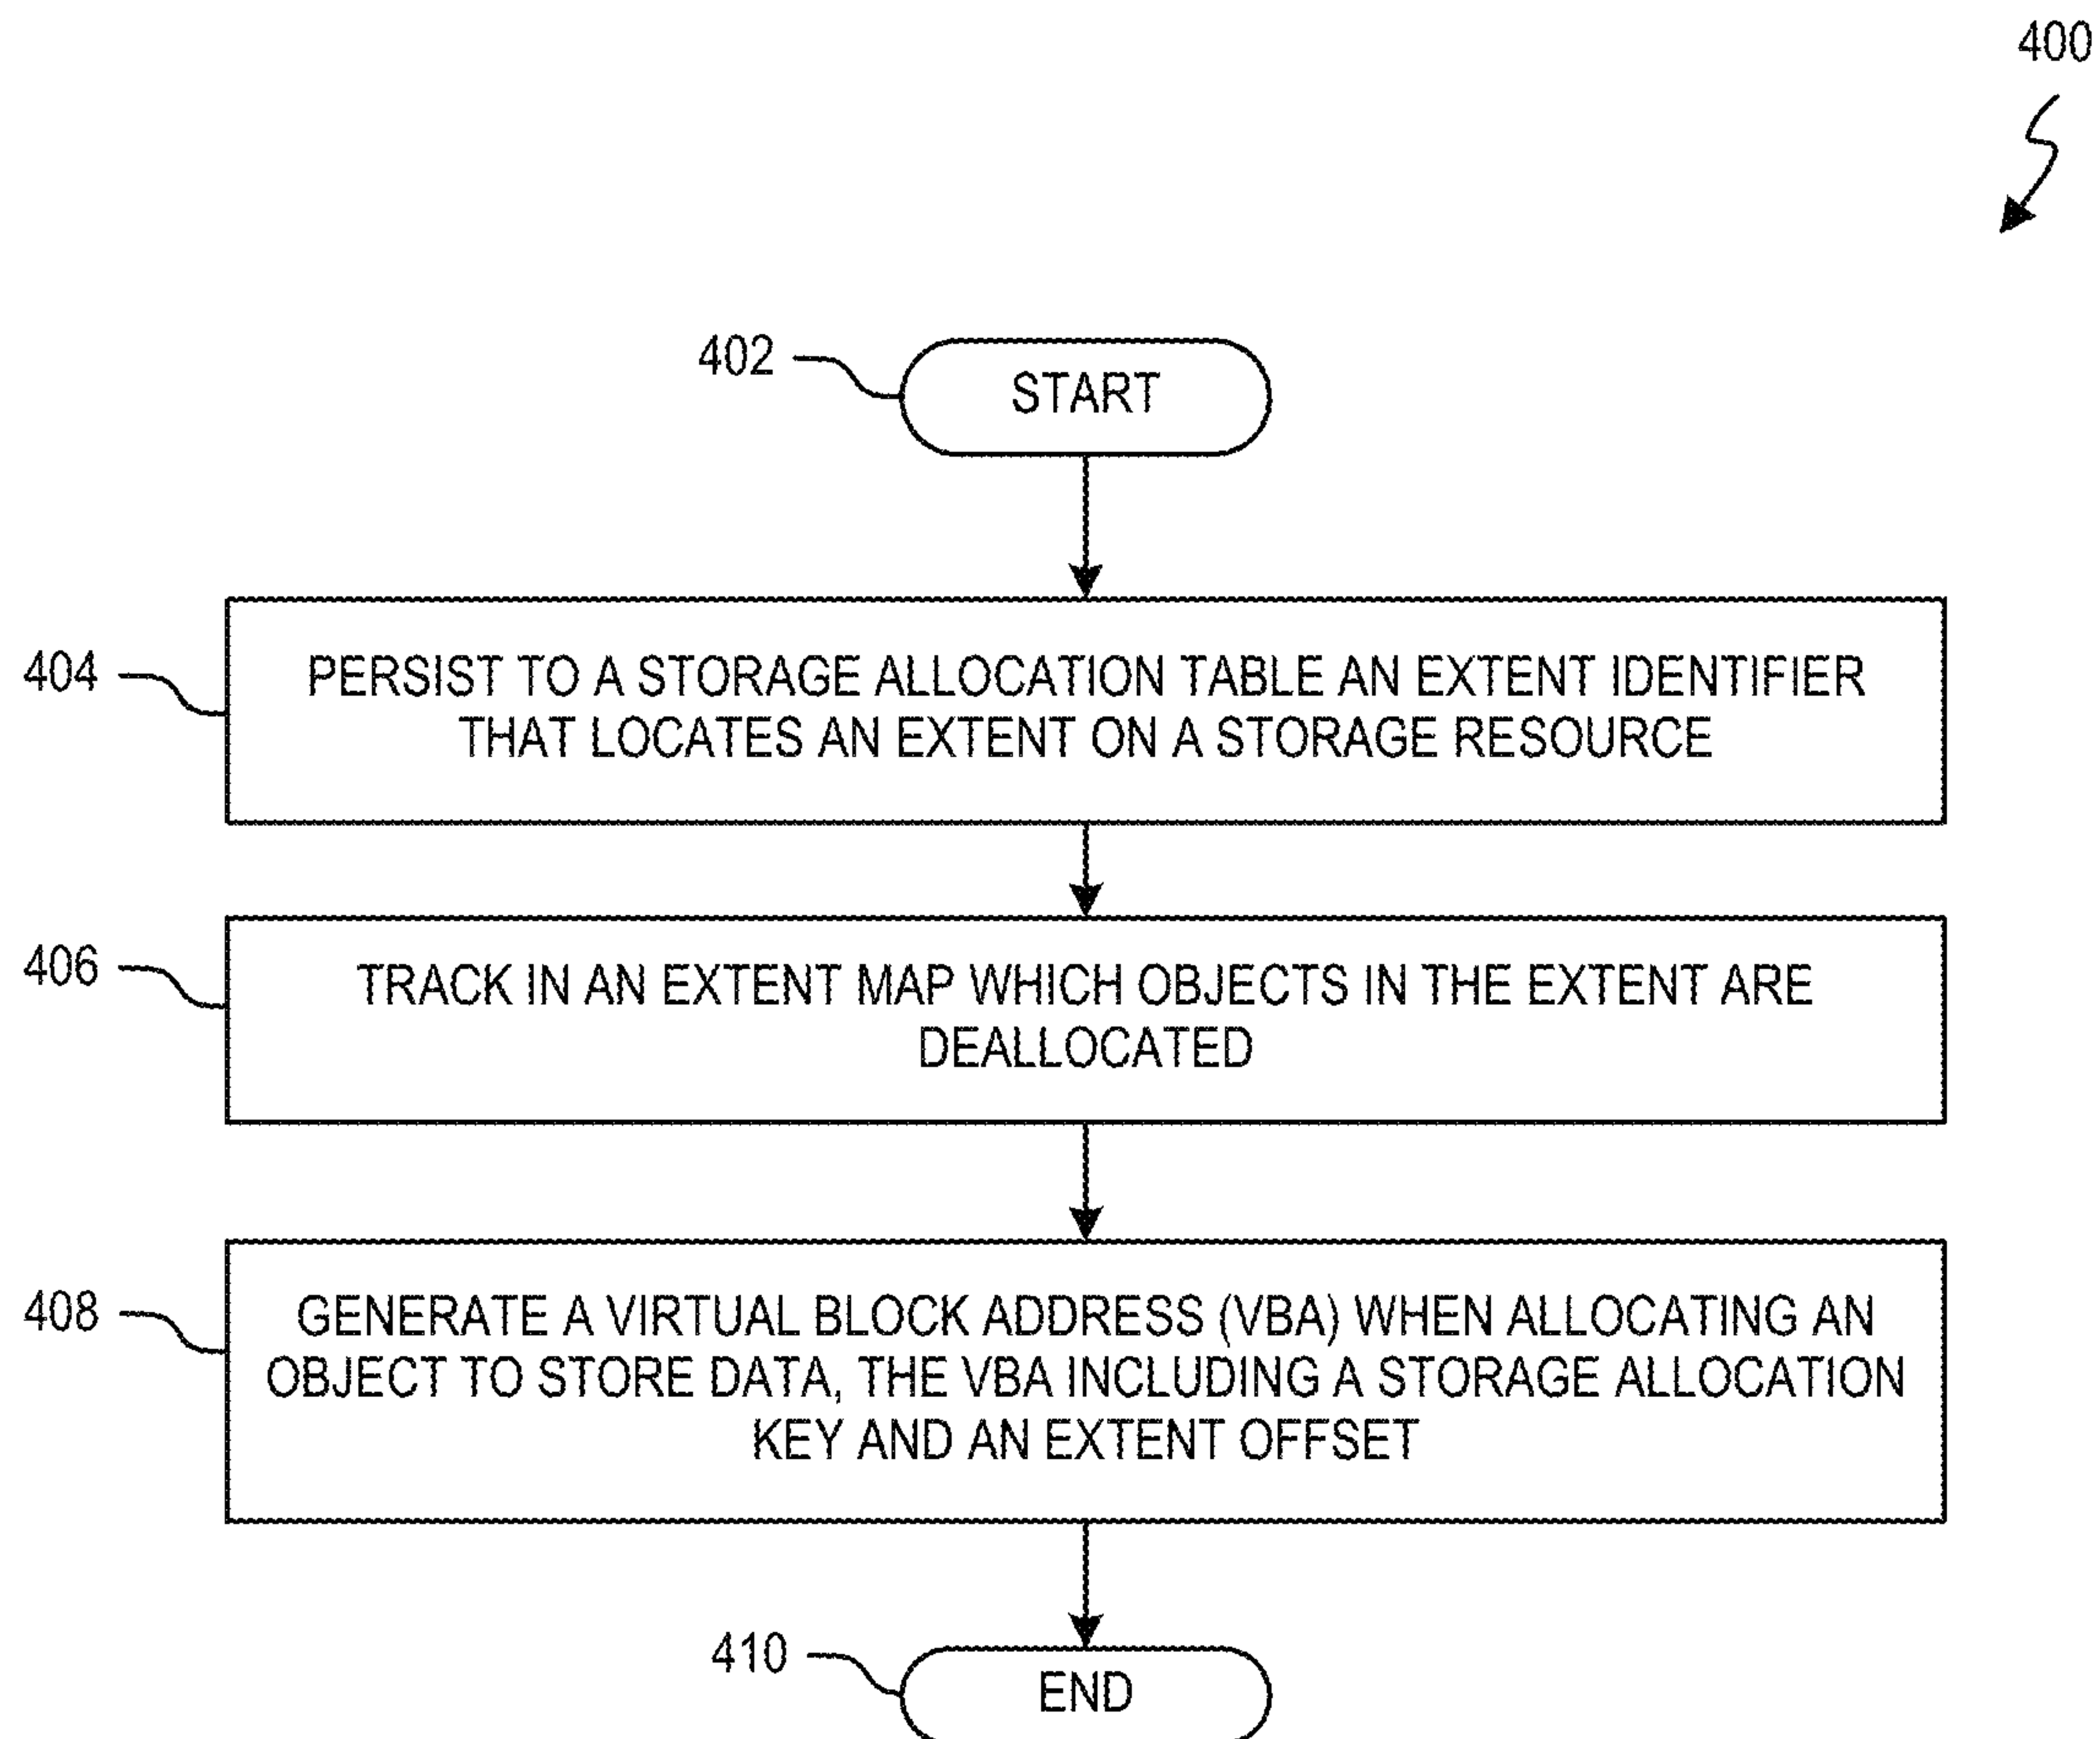 400
402
START
404
PERSIST TO A STORAGE ALLOCATION TABLE AN EXTENT IDENTIFIER
THAT LOCATES AN EXTENT ON A STORAGE RESOURCE
406
TRACK IN AN EXTENT MAP WHICH OBJECTS IN THE EXTENT ARE
DEALLOCATED
408
GENERATE A VIRTUAL BLOCK ADDRESS (VBA) WHEN ALLOCATING AN
OBJECT TO STORE DATA, THE VBA INCLUDING A STORAGE ALLOCATION
KEY AND AN EXTENT OFFSET
410
END